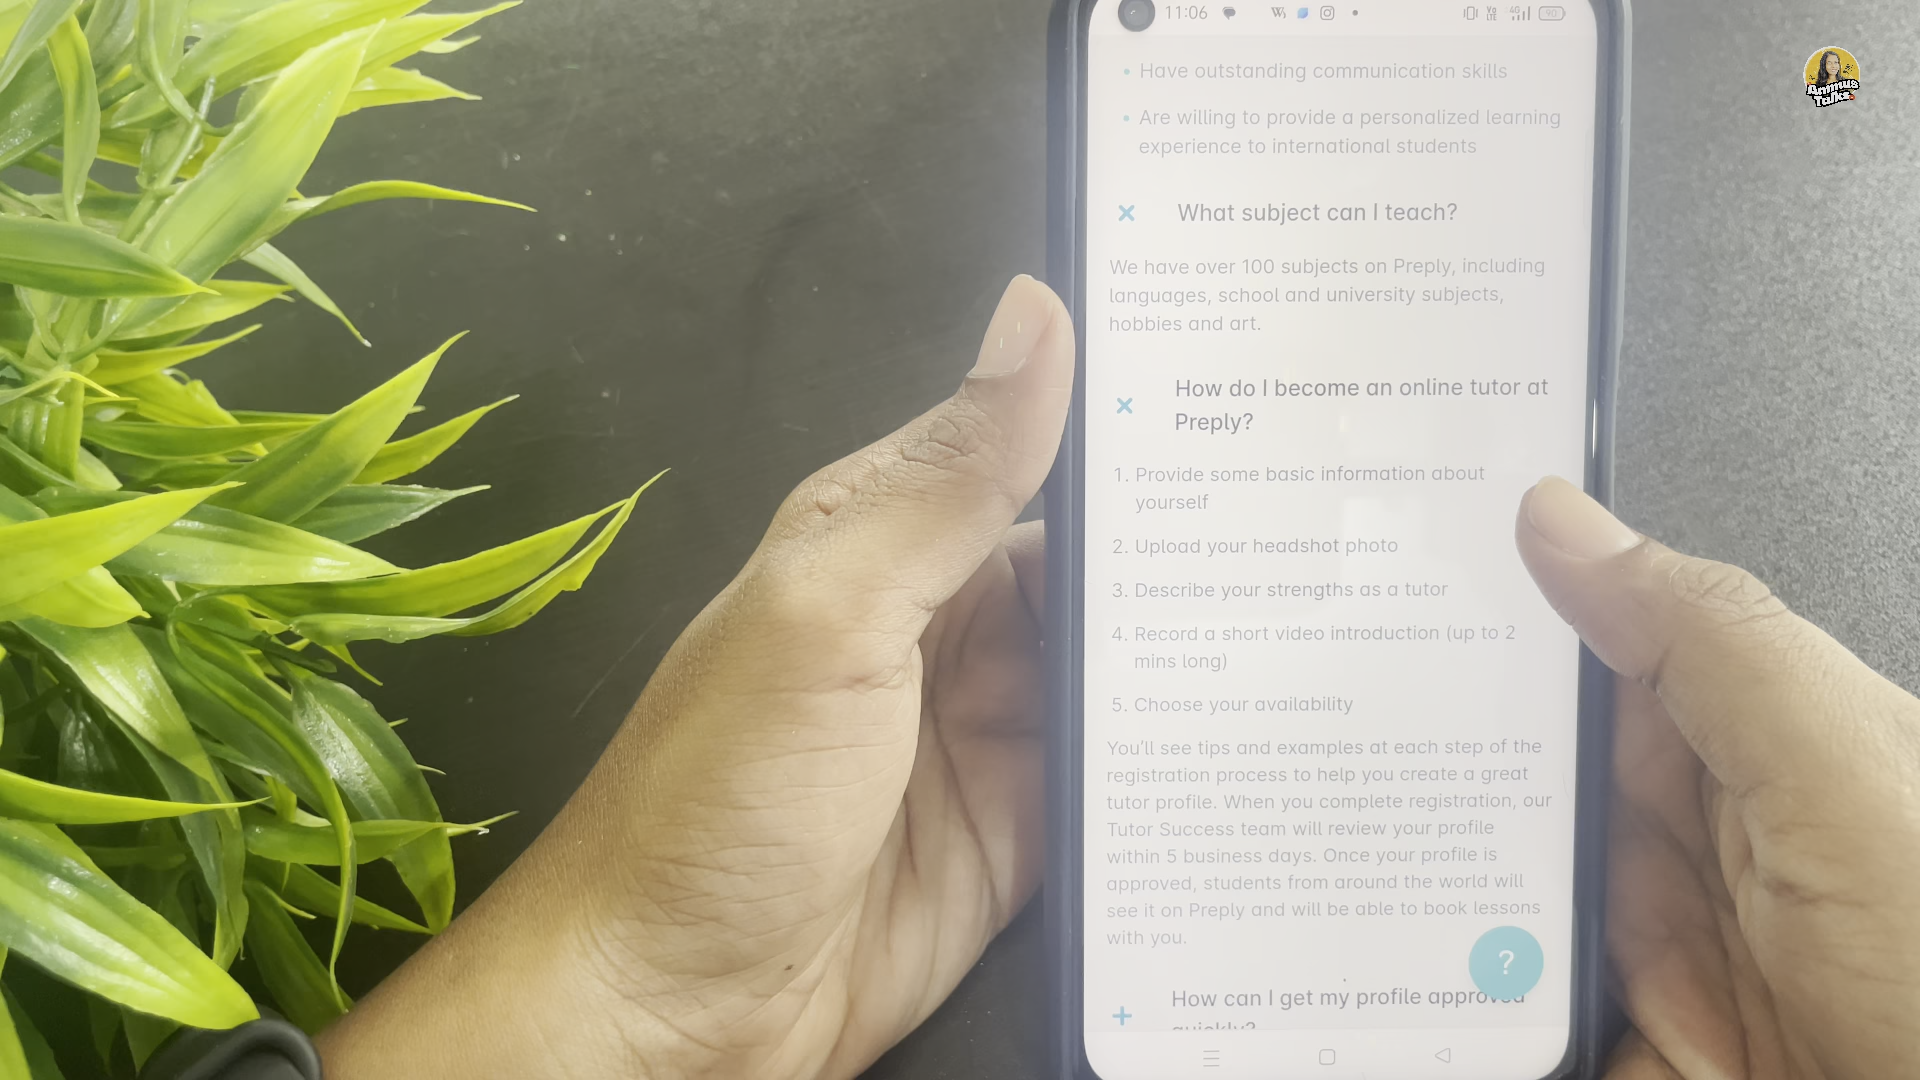 11:06
Animus
Talks
Have outstanding communication skills
Are willing to provide a personalized learning
experience to international students
What subject can I teach?
We have over 100 subjects on Preply, including
languages, school and university subjects,
hobbies and art.
How do I become an online tutor at
Preply?
1. Provide some basic information about
yourself
2. Upload your headshot photo
3. Describe your strengths as a tutor
4. Record a short video introduction (up to 2
mins long)
5. Choose your availability
You'll see tips and examples at each step of the
registration process to help you create a great
tutor profile. When you complete registration, our
Tutor Success team will review your profile
within 5 business days. Once your profile is
approved, students from around the world will
see it on Preply and will be able to book lessons
with you.
?
How can I get my profile approved
quickly?